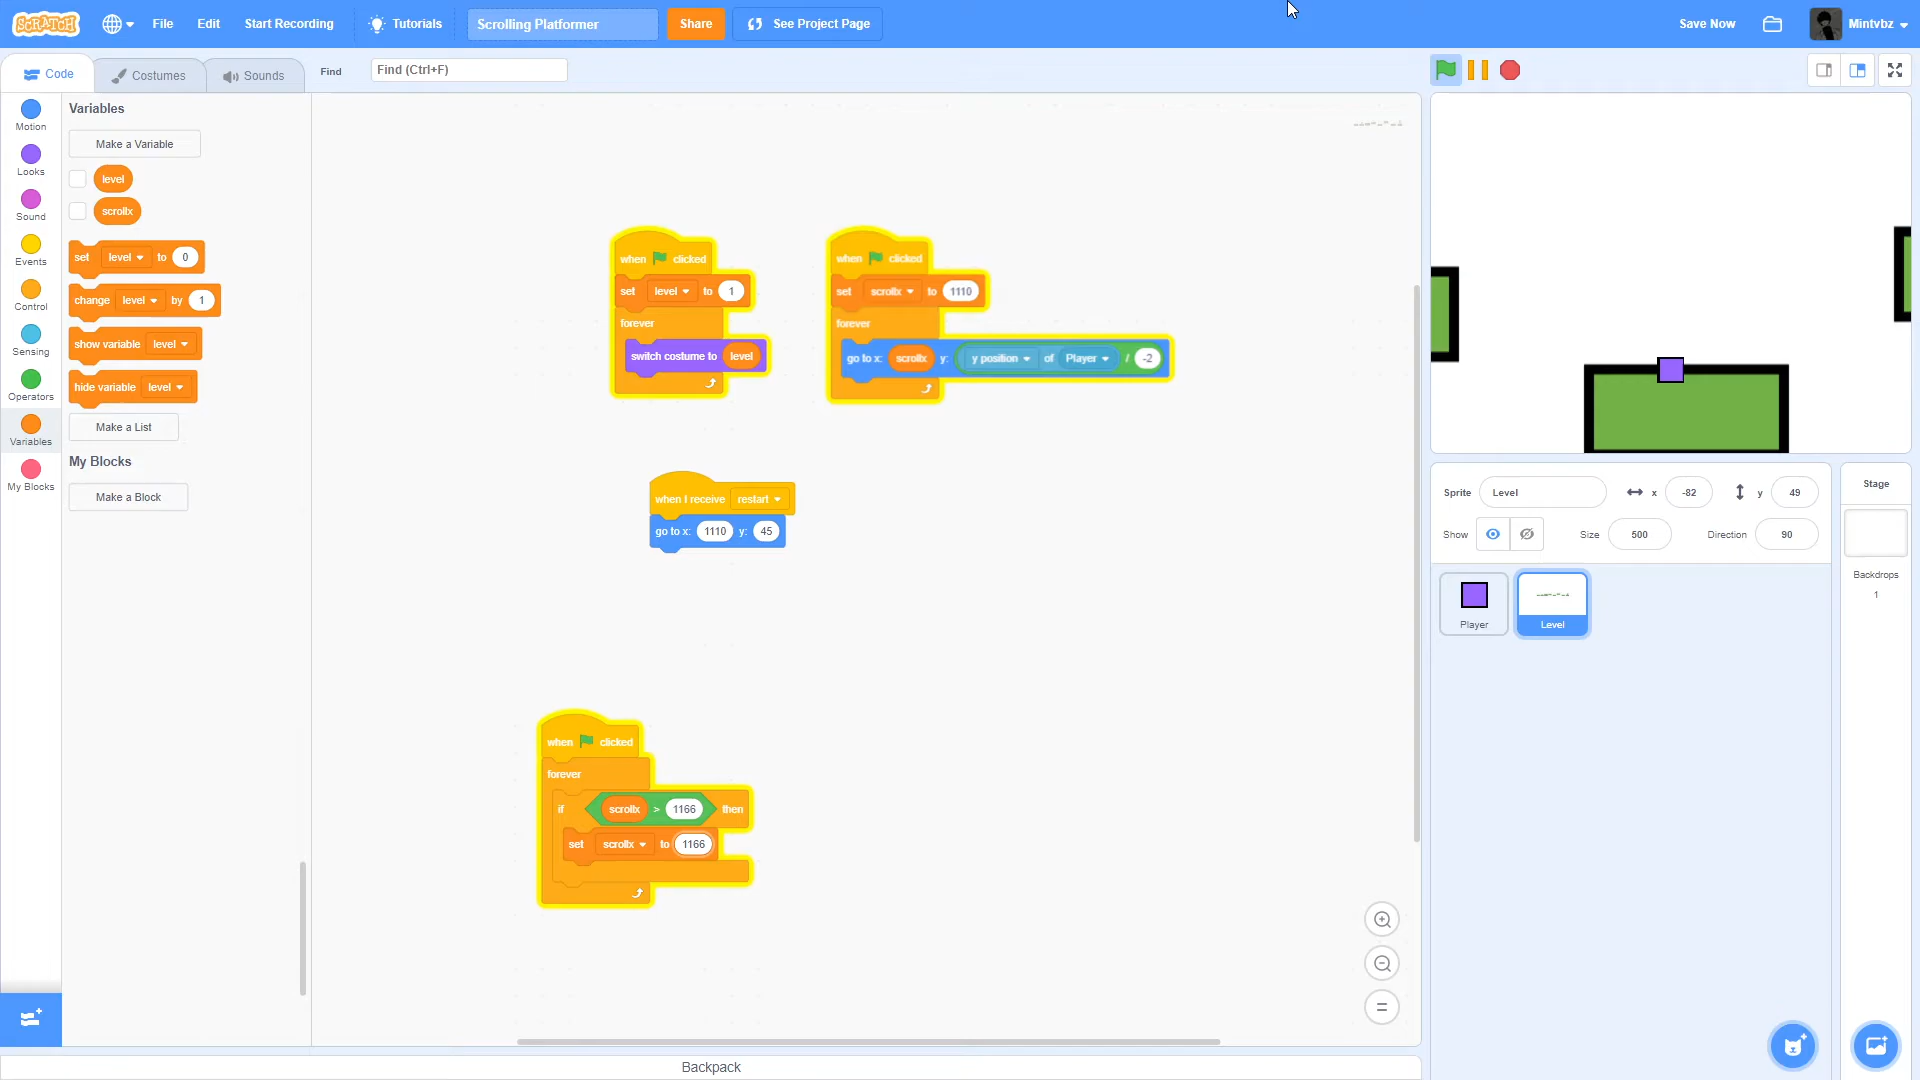 SCRATCH File Edit Start Recording Tutorials Scrolling Platformer Share See Project Page Save Now Mintvbz
Code Costumes Sounds Find Find (Ctrl+F)
Motion
Looks
Sound
Events
Control
Sensing
Operators
Variables
My Blocks
Variables
Make a Variable
level
scrollx
set level to 0
change level by 1
show variable level
hide variable level
Make a List
My Blocks
Make a Block
when clicked
set level to 1
forever
switch costume to level
when clicked
set scrollx to 1110
forever
go to x: scrollx y: y position of Player / -2
when I receive restart
go to x: 1110 y: 45
when clicked
forever
if scrollx > 1166 then
set scrollx to 1166
Sprite Level x -82 y 49
Show Size 500 Direction 90
Player
Level
Stage
Backdrops
1
Backpack